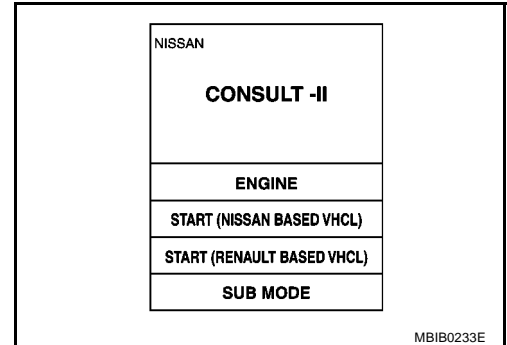 NISSAN
CONSULT -II
ENGINE
START (NISSAN BASED VHCL)
START (RENAULT BASED VHCL)
SUB MODE
MBIB0233E